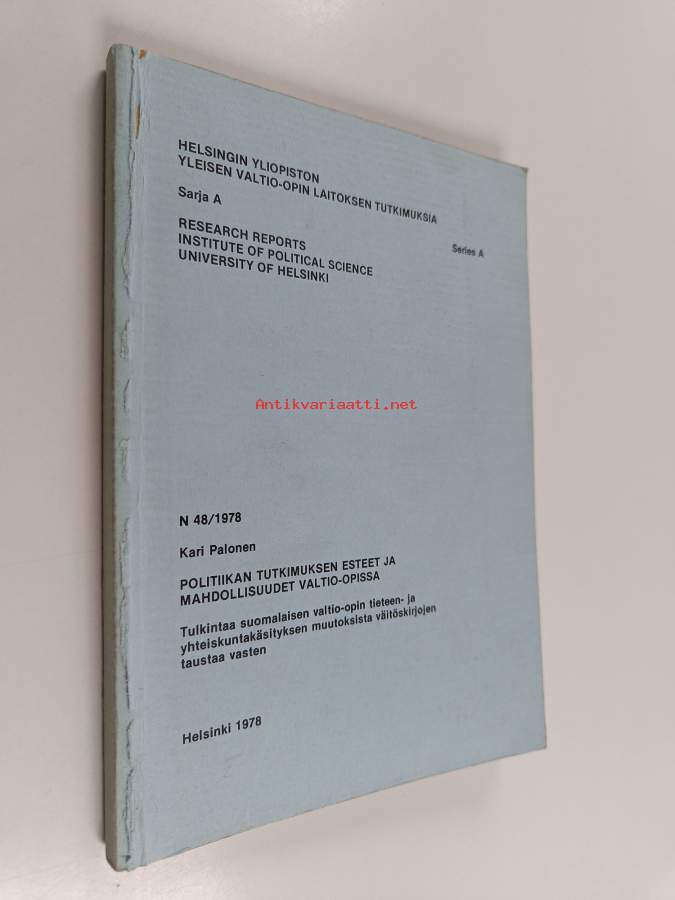 HELSINGIN YLIOPISTON
YLEISEN VALTIO-OPIN LAITOKSEN TUTKIMUKSIA
Sarja A
Series A
RESEARCH REPORTS
INSTITUTE OF POLITICAL SCIENCE
UNIVERSITY OF HELSINKI
Antikvariaatti.net
N 48/1978
Kari Palonen
POLITIIKAN TUTKIMUKSEN ESTEET JA
MAHDOLLISUUDET VALTIO-OPISSA
Tulkintaa suomalaisen valtio-opin tieteen- ja
yhteiskuntakäsityksen muutoksista väitöskirjojen
taustaa vasten
Helsinki 1978